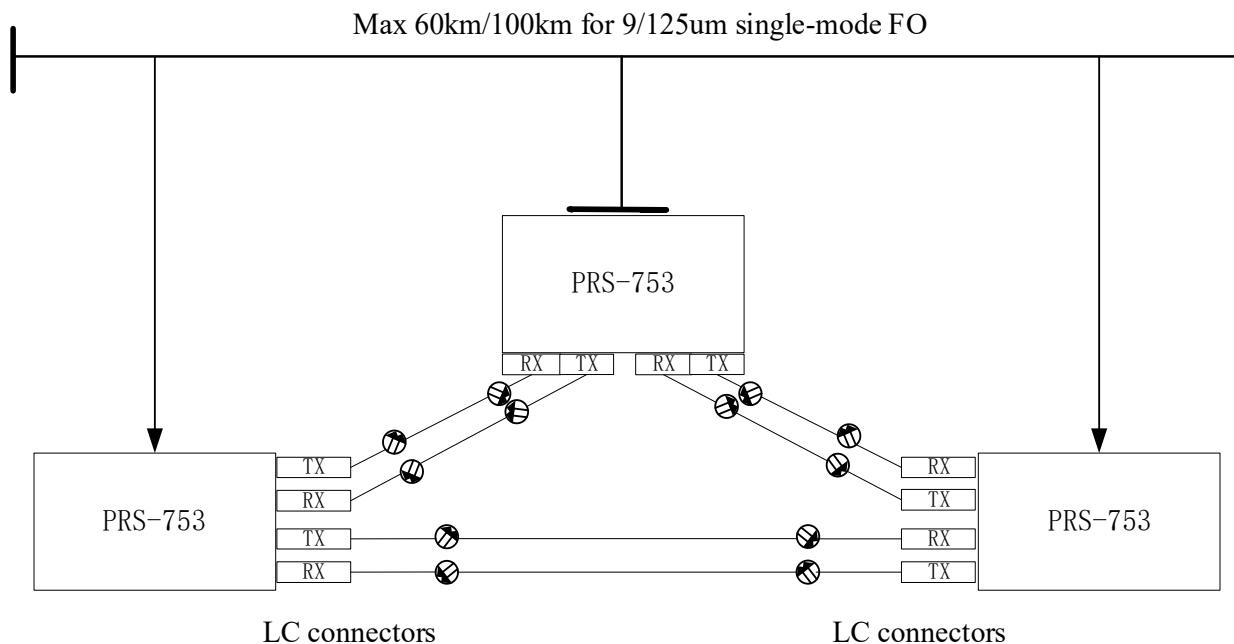 Max 60km/100km for 9/125um single-mode FO
PRS-753
RX TX RX TX
TX
RX
TX
RX
PRS-753
RX
TX
RX
TX
PRS-753
LC connectors
LC connectors